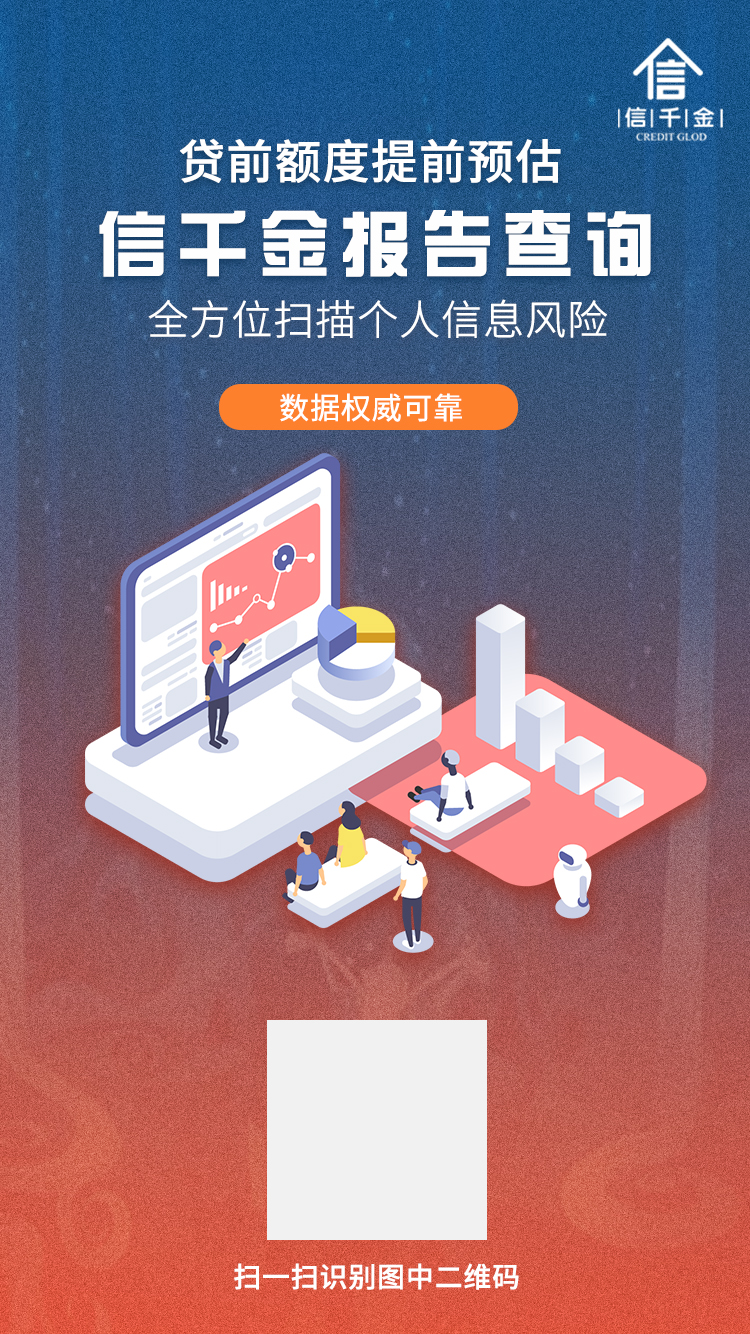 信
信千金
CREDIT GLOD
贷前额度提前预估
信千金报告查询
全方位扫描个人信息风险
数据权威可靠
扫一扫识别图中二维码